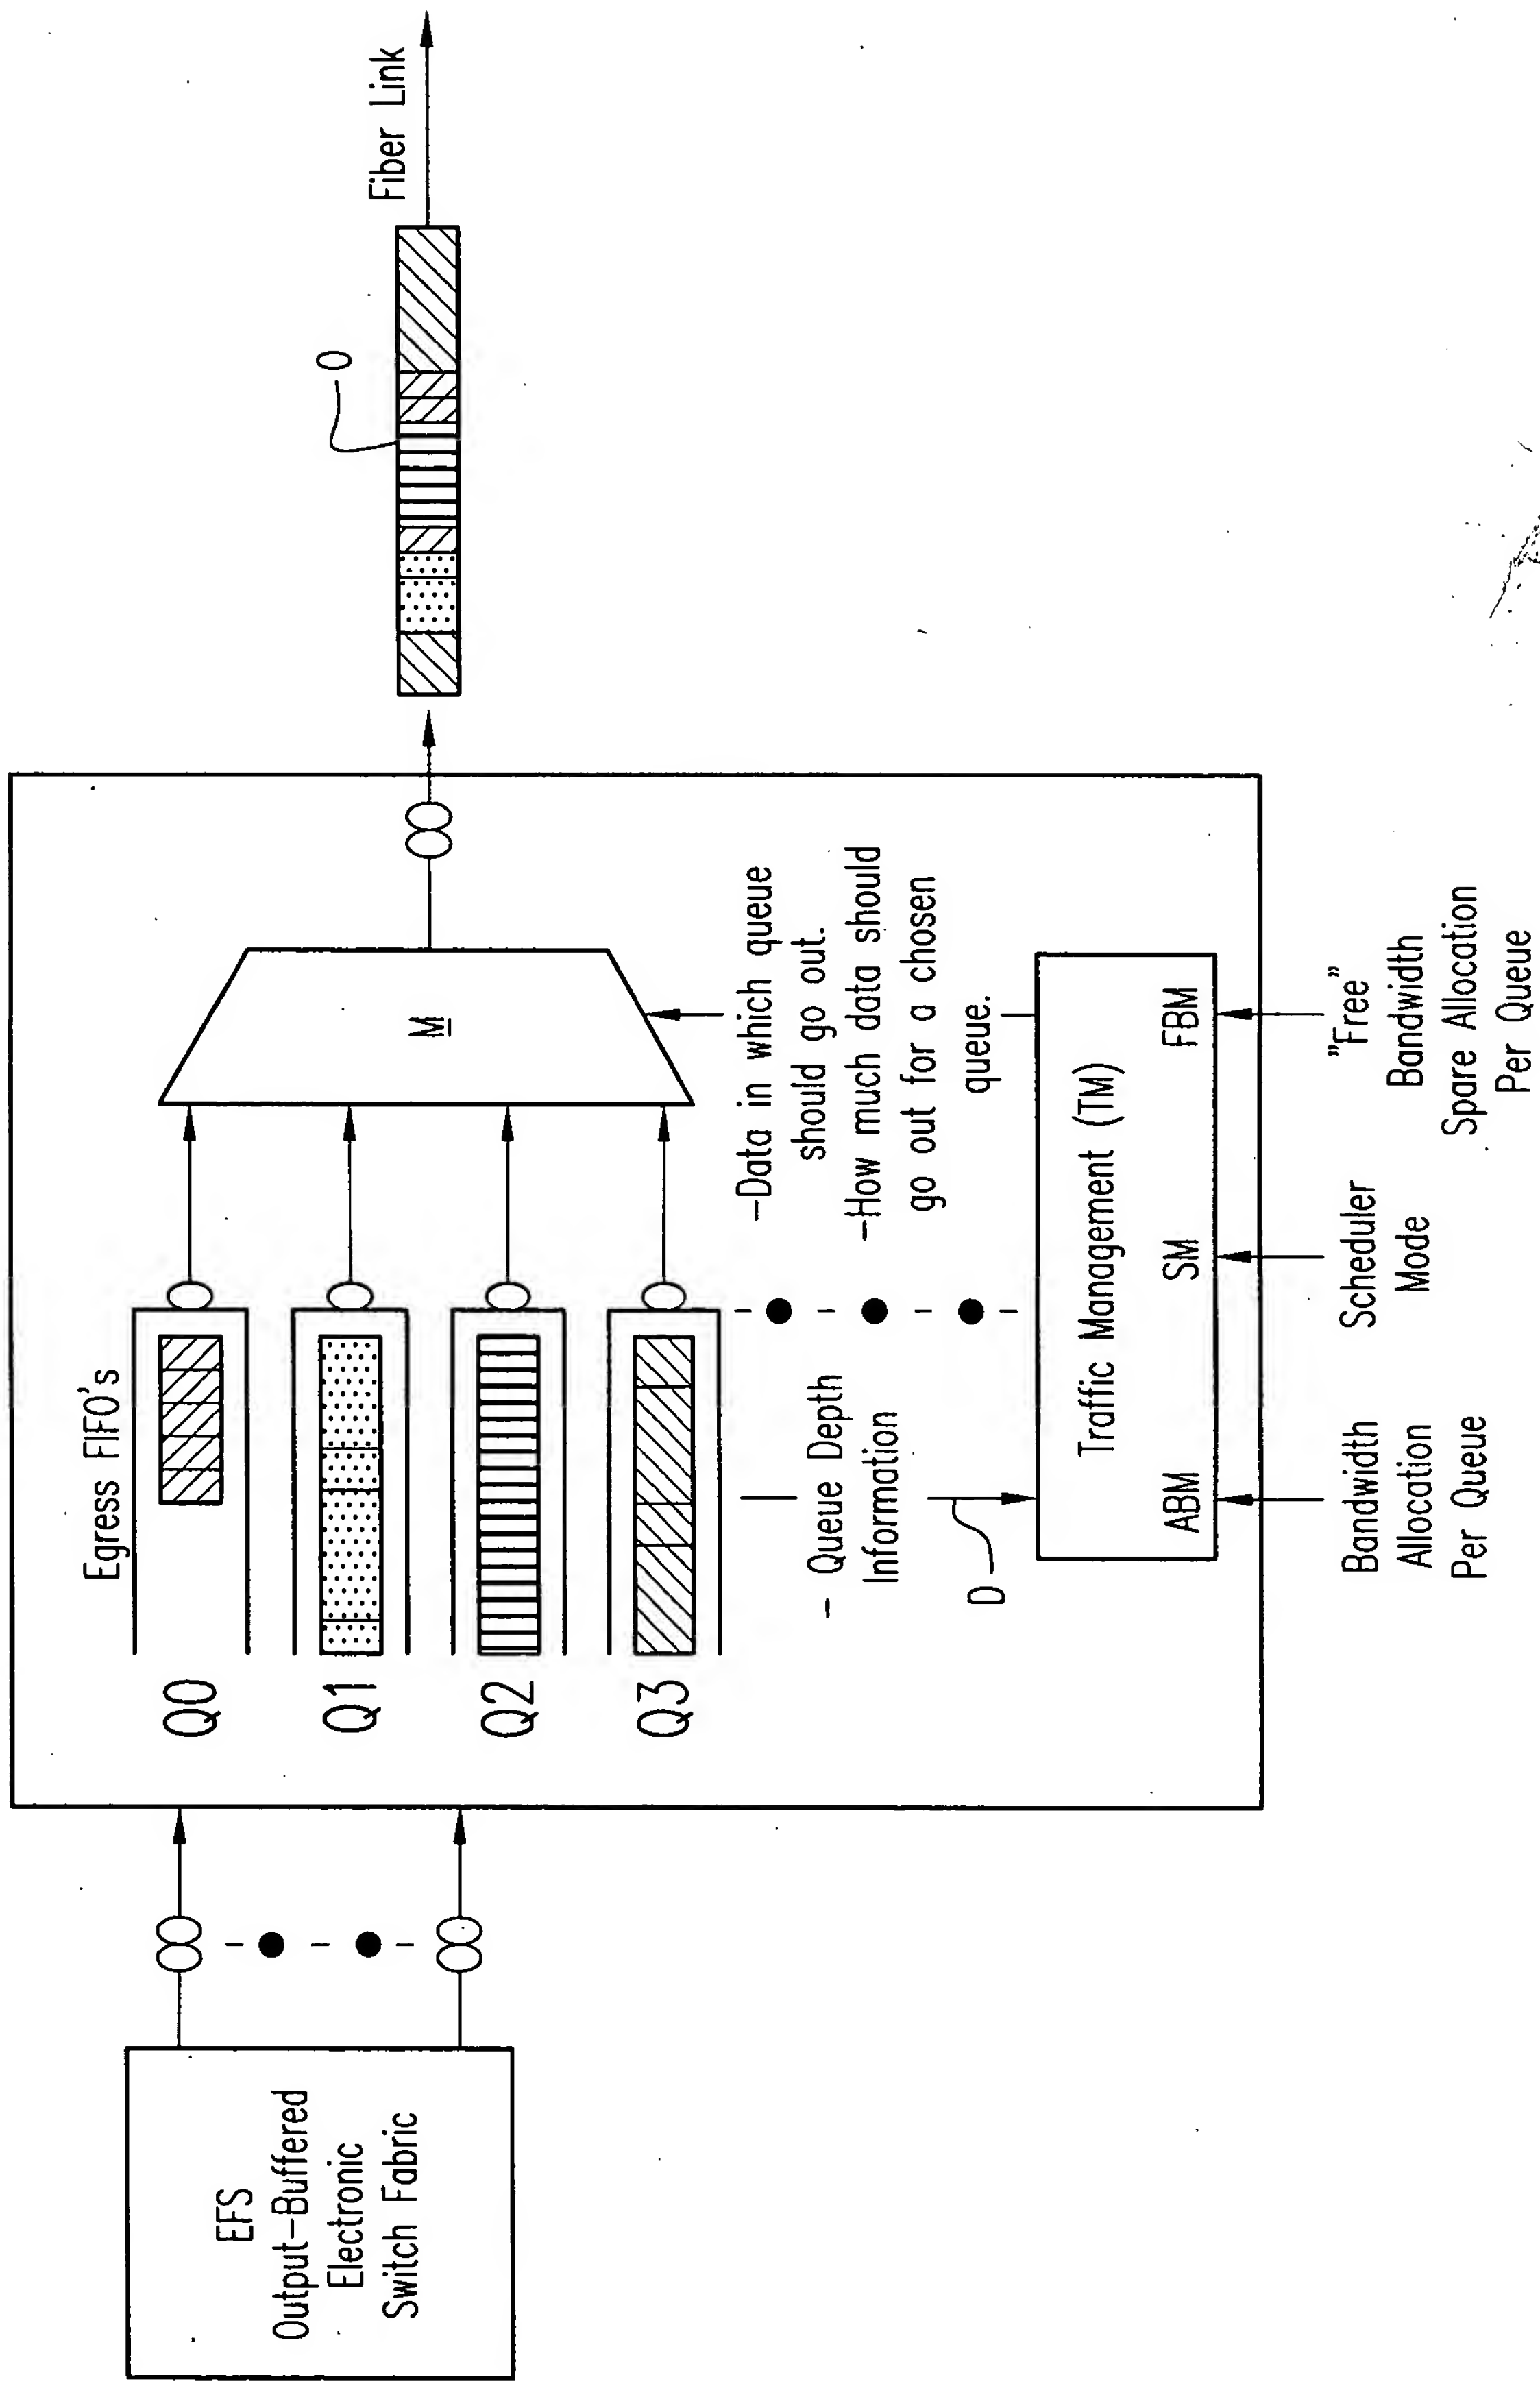 EFS
Output-Buffered
Electronic
Switch Fabric
Egress FIFO's
Q0
Q1
Q2
Q3
M
O
Fiber Link
- Queue Depth
Information
D
-Data in which queue
should go out.
-How much data should
go out for a chosen
queue.
Traffic Management (TM)
ABM
SM
FBM
Bandwidth
Allocation
Per Queue
Scheduler
Mode
"Free"
Bandwidth
Spare Allocation
Per Queue